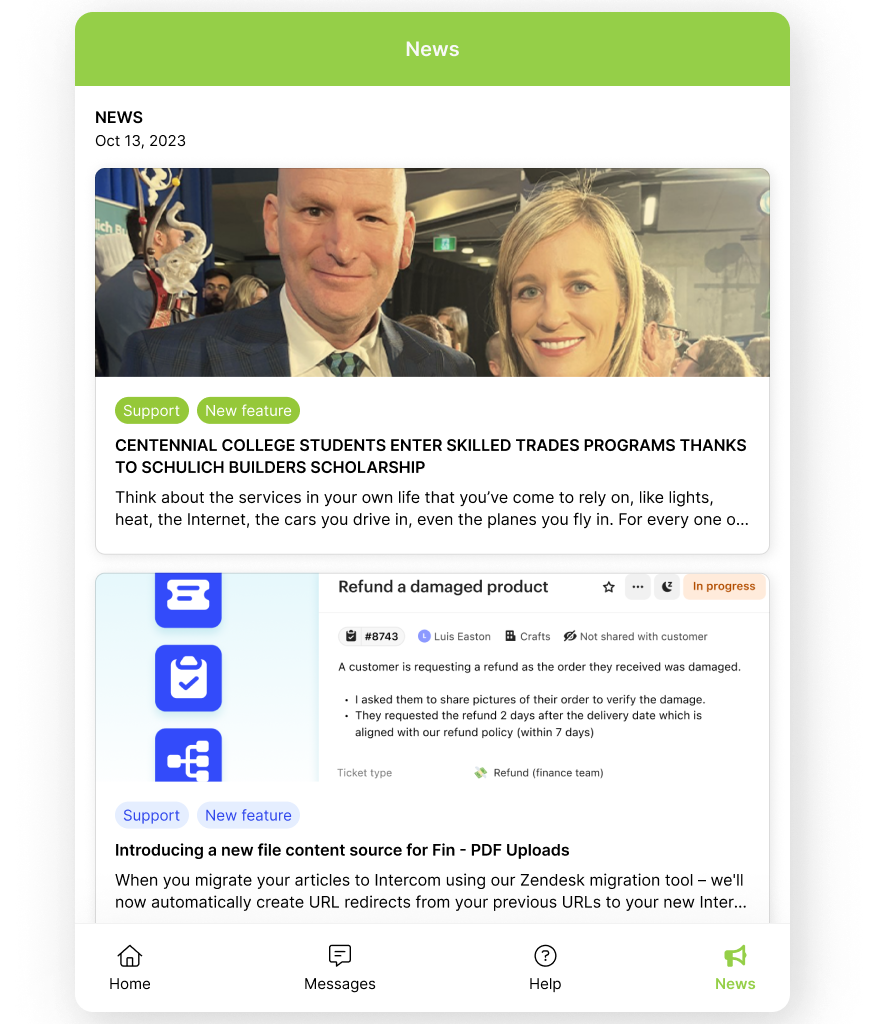 News
NEWS
Oct 13, 2023
Support New feature
CENTENNIAL COLLEGE STUDENTS ENTER SKILLED TRADES PROGRAMS THANKS
TO SCHULICH BUILDERS SCHOLARSHIP
Think about the services in your own life that you’ve come to rely on, like lights,
heat, the Internet, the cars you drive in, even the planes you fly in. For every one o...
Refund a damaged product In progress
#8743 L Luis Easton Crafts Not shared with customer
A customer is requesting a refund as the order they received was damaged.
• I asked them to share pictures of their order to verify the damage.
• They requested the refund 2 days after the delivery date which is
aligned with our refund policy (within 7 days)
Ticket type Refund (finance team)
Support New feature
Introducing a new file content source for Fin - PDF Uploads
When you migrate your articles to Intercom using our Zendesk migration tool – we'll
now automatically create URL redirects from your previous URLs to your new Inter...
Home Messages Help News